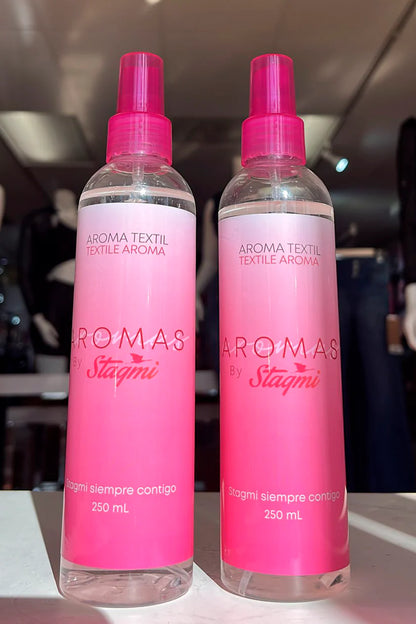 AROMA TEXTIL
TEXTILE AROMA
AROMAS
By Stagmi
Stagmi siempre contigo
250 mL
AROMA TEXTIL
TEXTILE AROMA
AROMAS
By Stagmi
Stagmi siempre contigo
250 mL